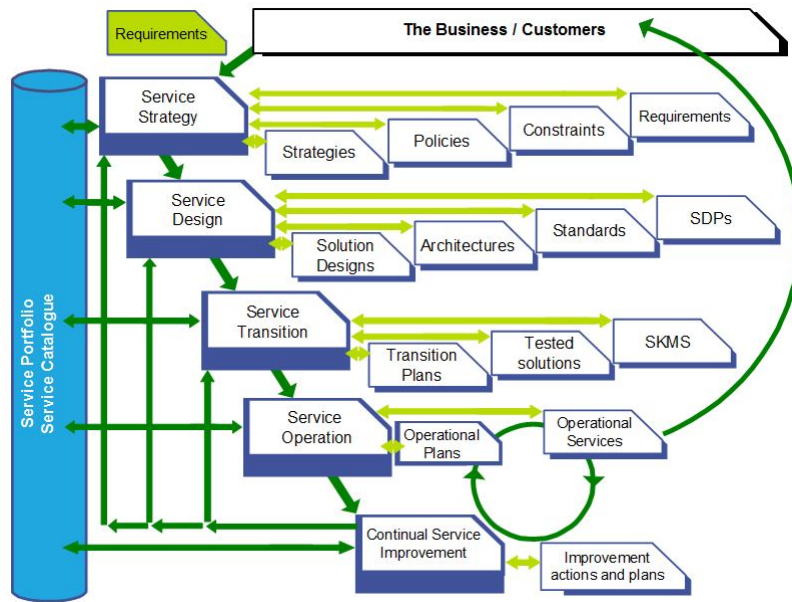 Requirements
The Business / Customers
Service Portfolio
Service Catalogue
Service
Strategy
Strategies
Policies
Constraints
Requirements
Service
Design
Solution
Designs
Architectures
Standards
SDPs
Service
Transition
Transition
Plans
Tested
solutions
SKMS
Service
Operation
Operational
Plans
Operational
Services
Continual Service
Improvement
Improvement
actions and plans